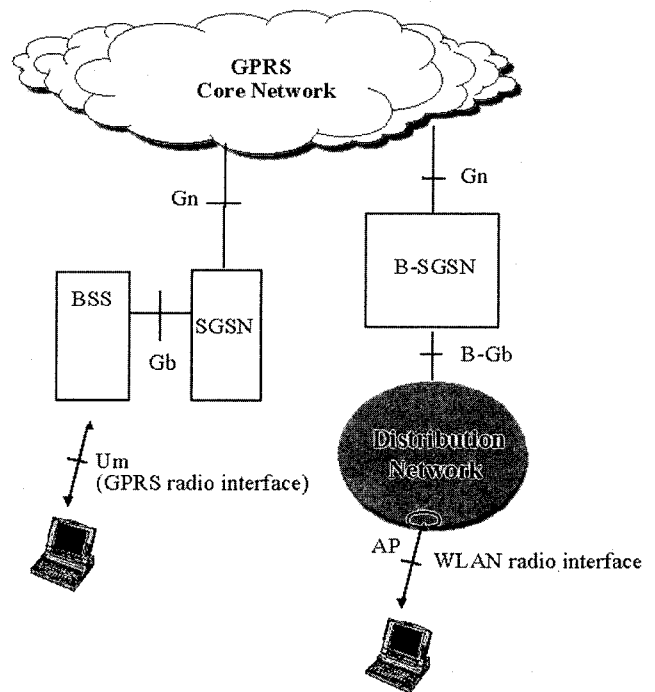 GPRS
Core Network
Gn
Gn
BSS
SGSN
B-SGSN
Gb
B-Gb
Distribution
Network
Um
(GPRS radio interface)
AP
WLAN radio interface